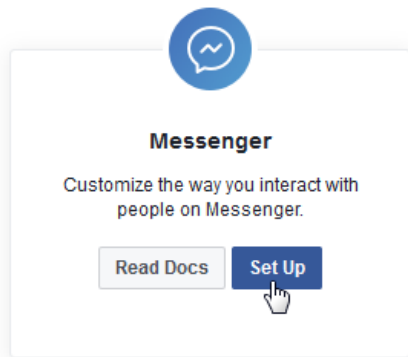 Messenger
Customize the way you interact with
people on Messenger.
Read Docs
Set Up